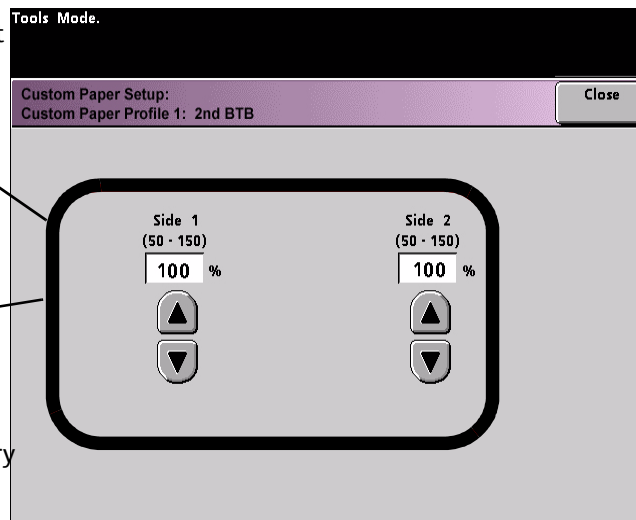 Tools Mode.
Custom Paper Setup:
Custom Paper Profile 1: 2nd BTB
Close
Side 1
(50 - 150)
100 %
Side 2
(50 - 150)
100 %